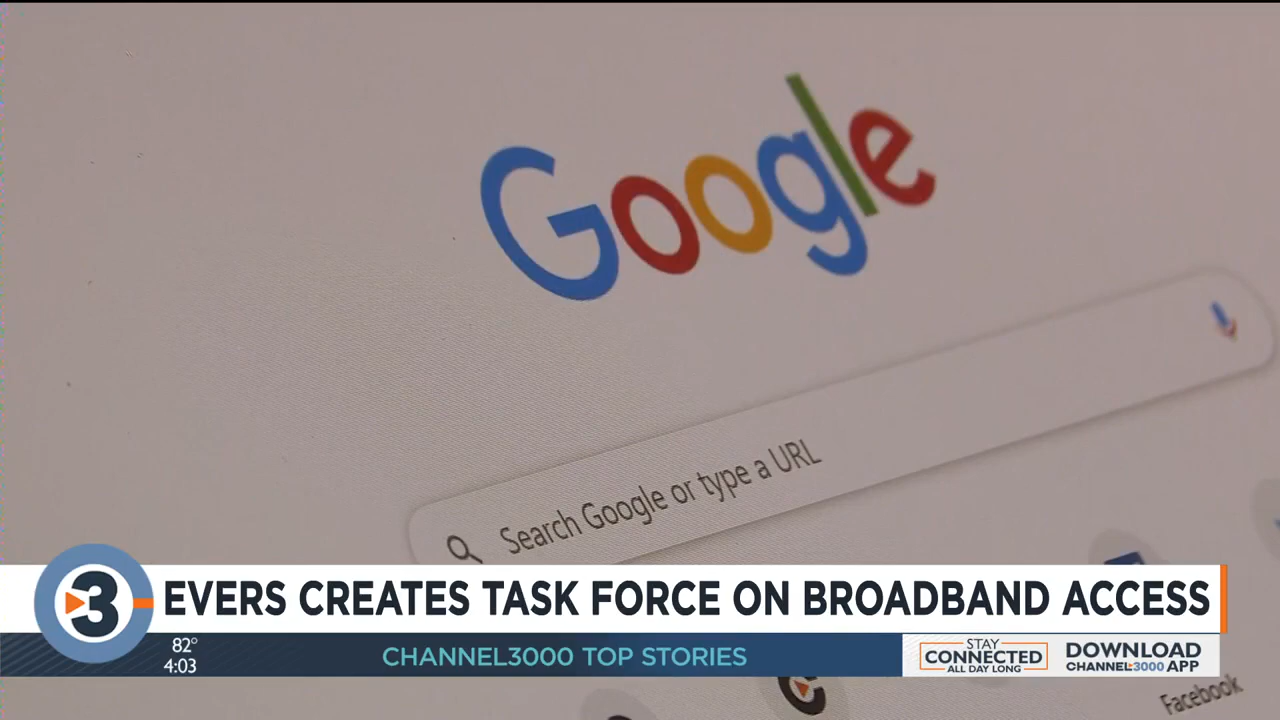 Google
Search Google or type a URL
3 EVERS CREATES TASK FORCE ON BROADBAND ACCESS
82°
4:03
CHANNEL3000 TOP STORIES
STAY
CONNECTED
ALL DAY LONG
DOWNLOAD
CHANNEL3000 APP
Facebook